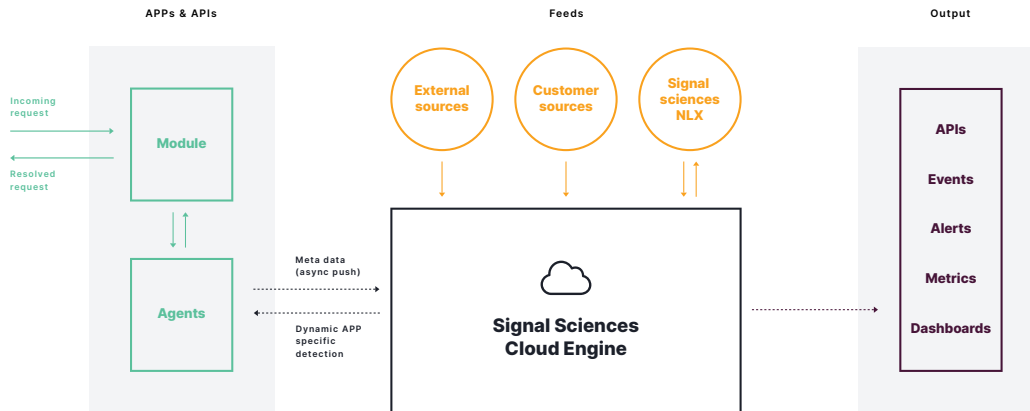 APPs & APIs
Feeds
Output
Incoming
request
Resolved
request
Module
Agents
Meta data
(async push)
Dynamic APP
specific
detection
External
sources
Customer
sources
Signal
sciences
NLX
Signal Sciences
Cloud Engine
APIs
Events
Alerts
Metrics
Dashboards